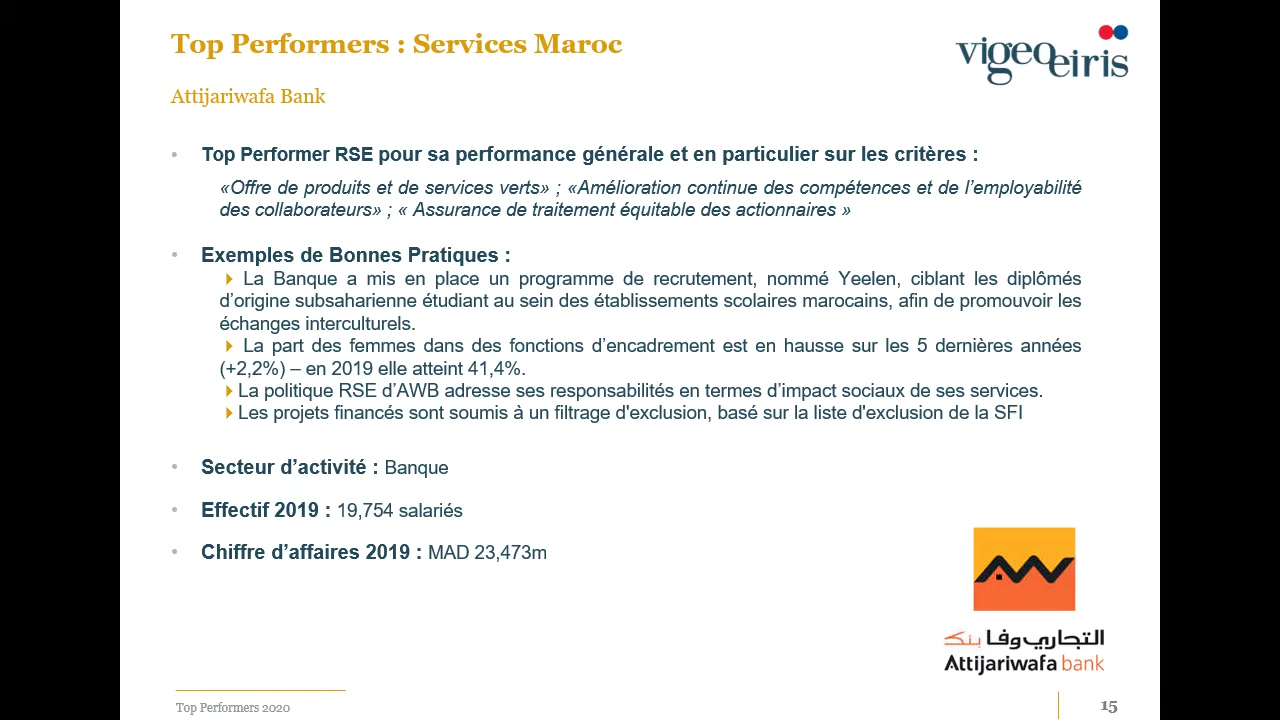 Top Performers : Services Maroc
vigeoeiris
Attijariwafa Bank
• Top Performer RSE pour sa performance générale et en particulier sur les critères :
«Offre de produits et de services verts» ; «Amélioration continue des compétences et de l’employabilité
des collaborateurs» ; « Assurance de traitement équitable des actionnaires »
• Exemples de Bonnes Pratiques :
La Banque a mis en place un programme de recrutement, nommé Yeelen, ciblant les diplômés
d’origine subsaharienne étudiant au sein des établissements scolaires marocains, afin de promouvoir les
échanges interculturels.
La part des femmes dans des fonctions d’encadrement est en hausse sur les 5 dernières années
(+2,2%) – en 2019 elle atteint 41,4%.
La politique RSE d’AWB adresse ses responsabilités en termes d’impact sociaux de ses services.
Les projets financés sont soumis à un filtrage d'exclusion, basé sur la liste d'exclusion de la SFI
• Secteur d’activité : Banque
• Effectif 2019 : 19,754 salariés
• Chiffre d’affaires 2019 : MAD 23,473m
التجاري وفا بنك
Attijariwafa bank
Top Performers 2020
15